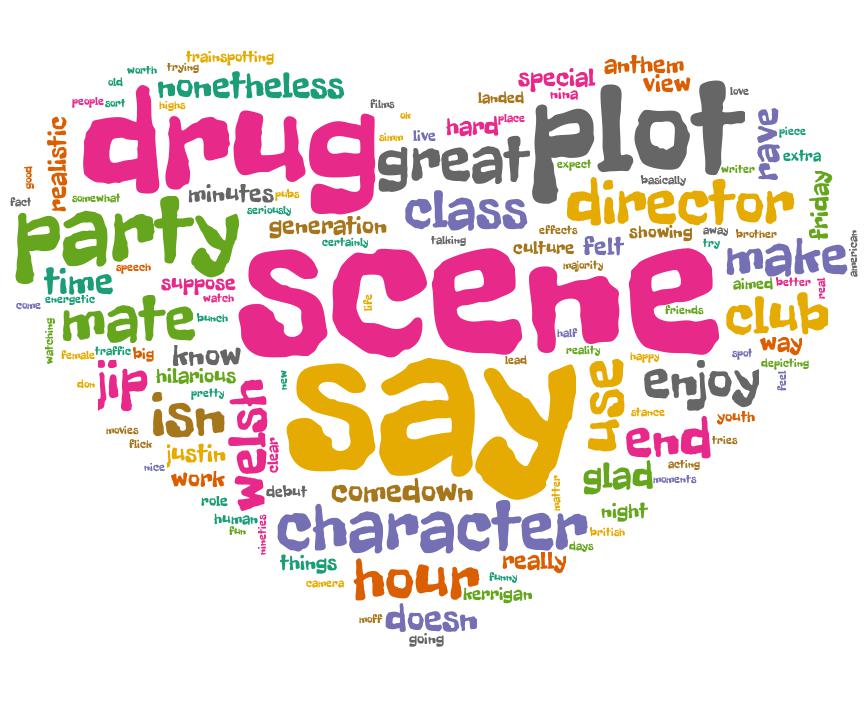 trainspotting
anthem
worth
trying
special
view
old
nonetheless
nina
love
people
sort
highs
films
landed
drug
plot
ok
place
hard
live
simm
rave
piece
realistic
great
extra
expect
writer
good
basically
fact
somewhat
minutes
pubs
director
friday
party
seriously
class
generation
showing
away
brother
certainly
talking
effects
culture
felt
try
american
speech
scene
make
majority
time
suppose
aimed
better
real
come
energetic
watch
life
friends
club
mate
bunch
half
way
watching
female
traffic
big
know
lead
reality
happy
spot
depicting
jip
hilarious
new
say
use
enjoy
feel
don
pretty
isn
welsh
stance
youth
movies
flick
justin
clear
end
tries
nice
work
acting
glad
moments
debut
comedown
matter
role
night
human
character
fun
nineties
british
days
things
really
camera
hour
funny
kerrigan
moff
doesn
going